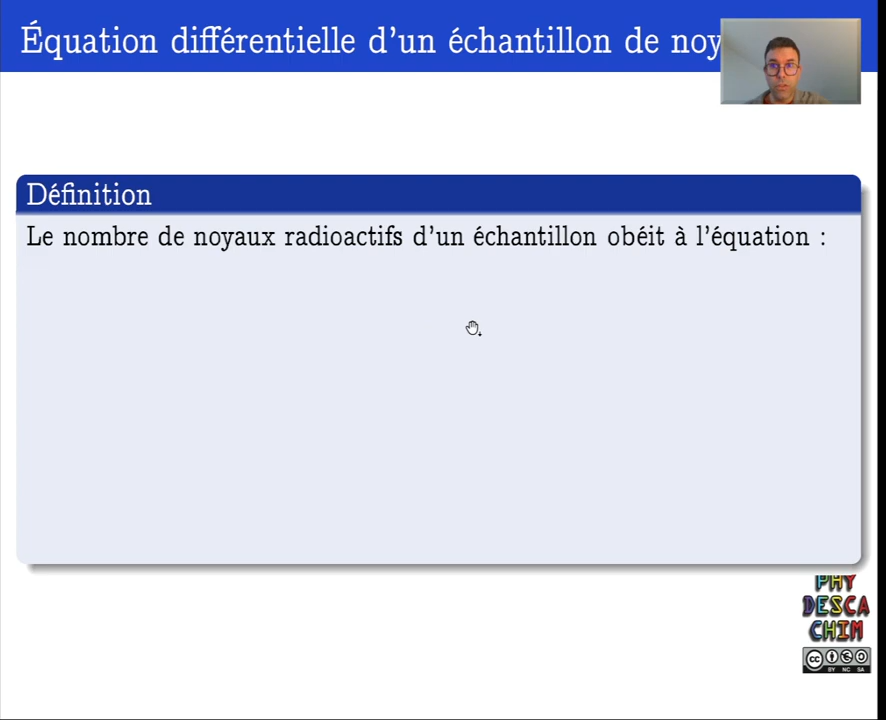 Équation différentielle d'un échantillon de noy
Définition
Le nombre de noyaux radioactifs d'un échantillon obéit à l'équation :
PHY
DESCA
CHIM
cc
BY NC SA